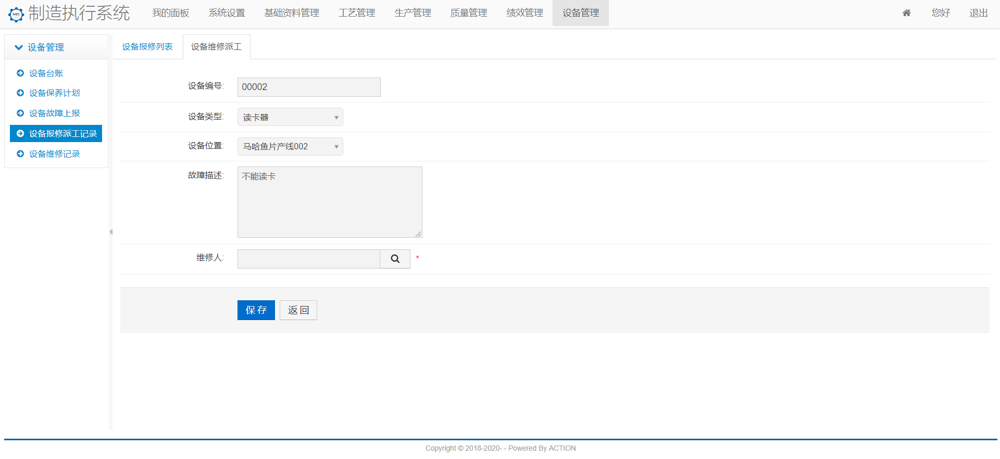 MES 制造执行系统 我的面板 系统设置 基础资料管理 工艺管理 生产管理 质量管理 绩效管理 设备管理 您好 退出
设备管理
设备台账
设备保养计划
设备故障上报
设备报修派工记录
设备维修记录
设备报修列表 设备维修派工
设备编号: 00002
设备类型: 读卡器
设备位置: 马哈鱼片产线002
故障描述: 不能读卡
维修人: *
保 存 返 回
Copyright © 2018-2020- - Powered By ACTION